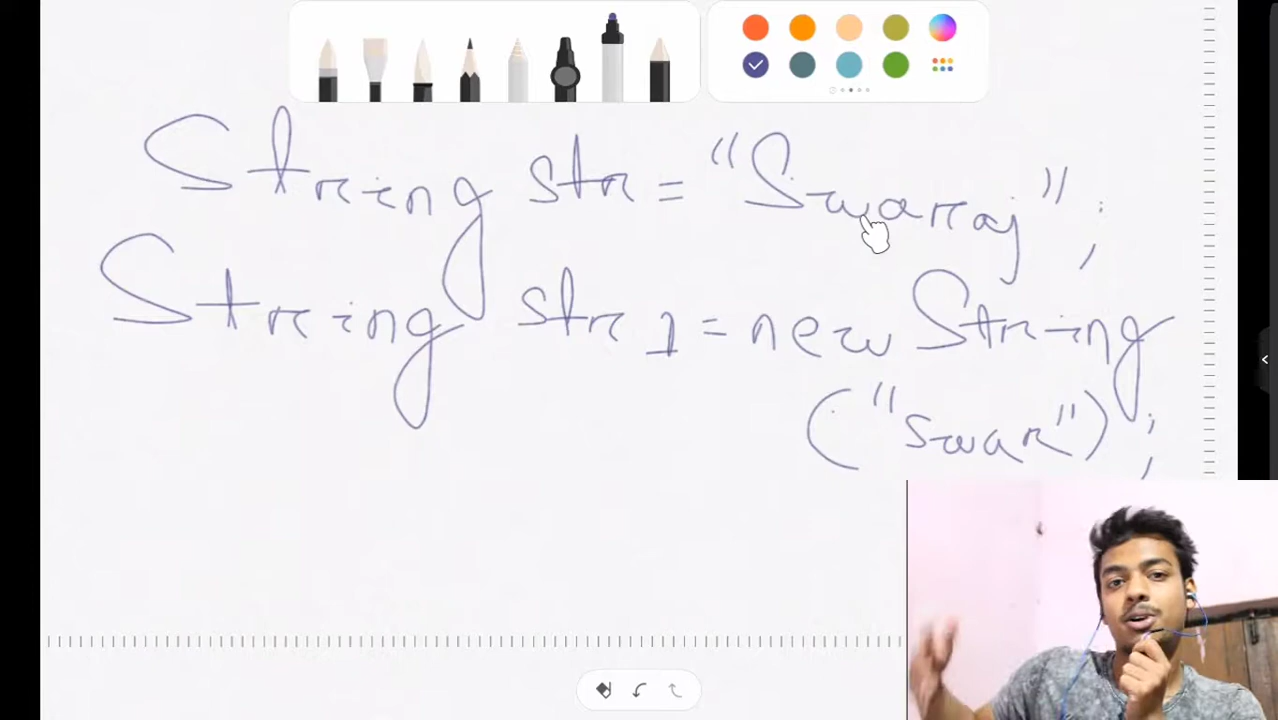 String str = "Swaraj";
String str1 = new String
("swar");